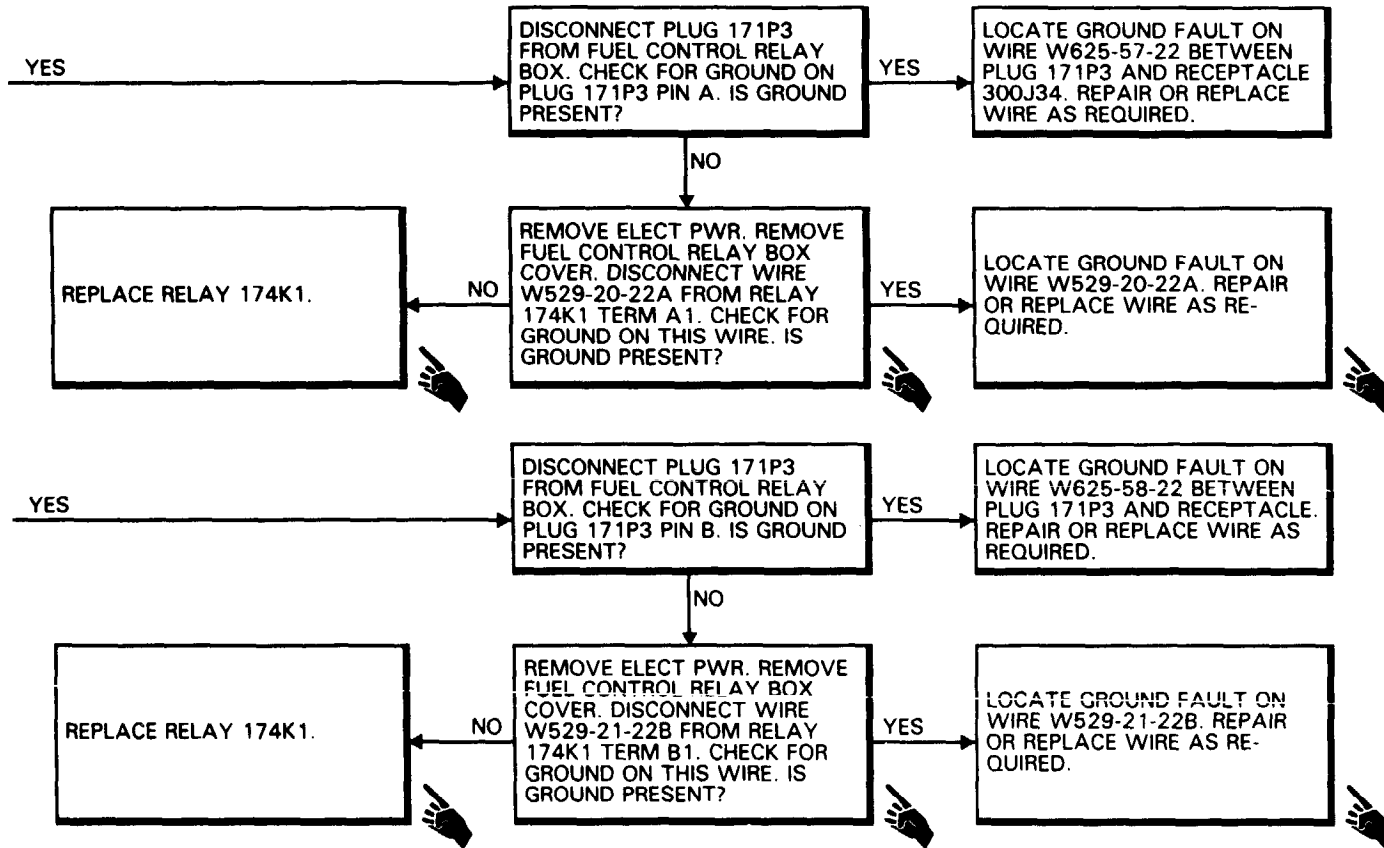 YES
DISCONNECT PLUG 171P3
FROM FUEL CONTROL RELAY
BOX. CHECK FOR GROUND ON
PLUG 171P3 PIN A. IS GROUND
PRESENT?
YES
LOCATE GROUND FAULT ON
WIRE W625-57-22 BETWEEN
PLUG 171P3 AND RECEPTACLE
300J34. REPAIR OR REPLACE
WIRE AS REQUIRED.
NO
REPLACE RELAY 174K1.
NO
REMOVE ELECT PWR. REMOVE
FUEL CONTROL RELAY BOX
COVER. DISCONNECT WIRE
W529-20-22A FROM RELAY
174K1 TERM A1. CHECK FOR
GROUND ON THIS WIRE. IS
GROUND PRESENT?
YES
LOCATE GROUND FAULT ON
WIRE W529-20-22A. REPAIR
OR REPLACE WIRE AS RE-
QUIRED.
YES
DISCONNECT PLUG 171P3
FROM FUEL CONTROL RELAY
BOX. CHECK FOR GROUND ON
PLUG 171P3 PIN B. IS GROUND
PRESENT?
YES
LOCATE GROUND FAULT ON
WIRE W625-58-22 BETWEEN
PLUG 171P3 AND RECEPTACLE.
REPAIR OR REPLACE WIRE AS
REQUIRED.
NO
REPLACE RELAY 174K1.
NO
REMOVE ELECT PWR. REMOVE
FUEL CONTROL RELAY BOX
COVER. DISCONNECT WIRE
W529-21-22B FROM RELAY
174K1 TERM B1. CHECK FOR
GROUND ON THIS WIRE. IS
GROUND PRESENT?
YES
LOCATE GROUND FAULT ON
WIRE W529-21-22B. REPAIR
OR REPLACE WIRE AS RE-
QUIRED.